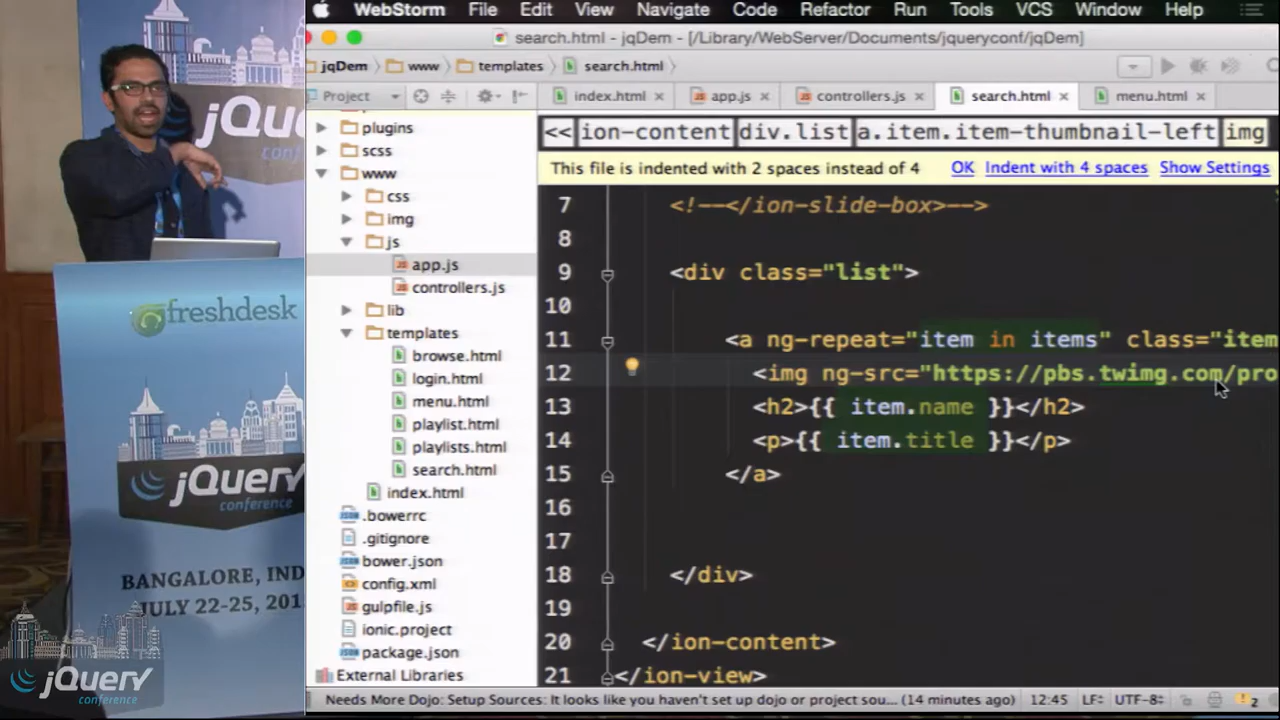 WebStorm File Edit View Navigate Code Refactor Run Tools VCS Window Help
search.html - jqDem - [/Library/WebServer/Documents/jqueryconf/jqDem]
jqDem www templates search.html
Project index.html app.js controllers.js search.html menu.html
<< ion-content div.list a.item.item-thumbnail-left img
This file is indented with 2 spaces instead of 4 OK Indent with 4 spaces Show Settings
plugins
scss
www
css
img
js
app.js
controllers.js
lib
templates
browse.html
login.html
menu.html
playlist.html
playlists.html
search.html
index.html
.bowerrc
.gitignore
bower.json
config.xml
gulpfile.js
ionic.project
package.json
External Libraries
7 <!--</ion-slide-box>-->
8
9 <div class="list">
10
11 <a ng-repeat="item in items" class="item
12 <img ng-src="https://pbs.twimg.com/pro
13 <h2>{{ item.name }}</h2>
14 <p>{{ item.title }}</p>
15 </a>
16
17
18 </div>
19
20 </ion-content>
21 </ion-view>
Needs More Dojo: Setup Sources: It looks like you haven't set up dojo or project sou... (14 minutes ago) 12:45 LF÷ UTF-8÷ 2
jQu
con
freshdesk
jQuery
conference
BANGALORE, IND
JULY 22-25, 201
jQuery
conference